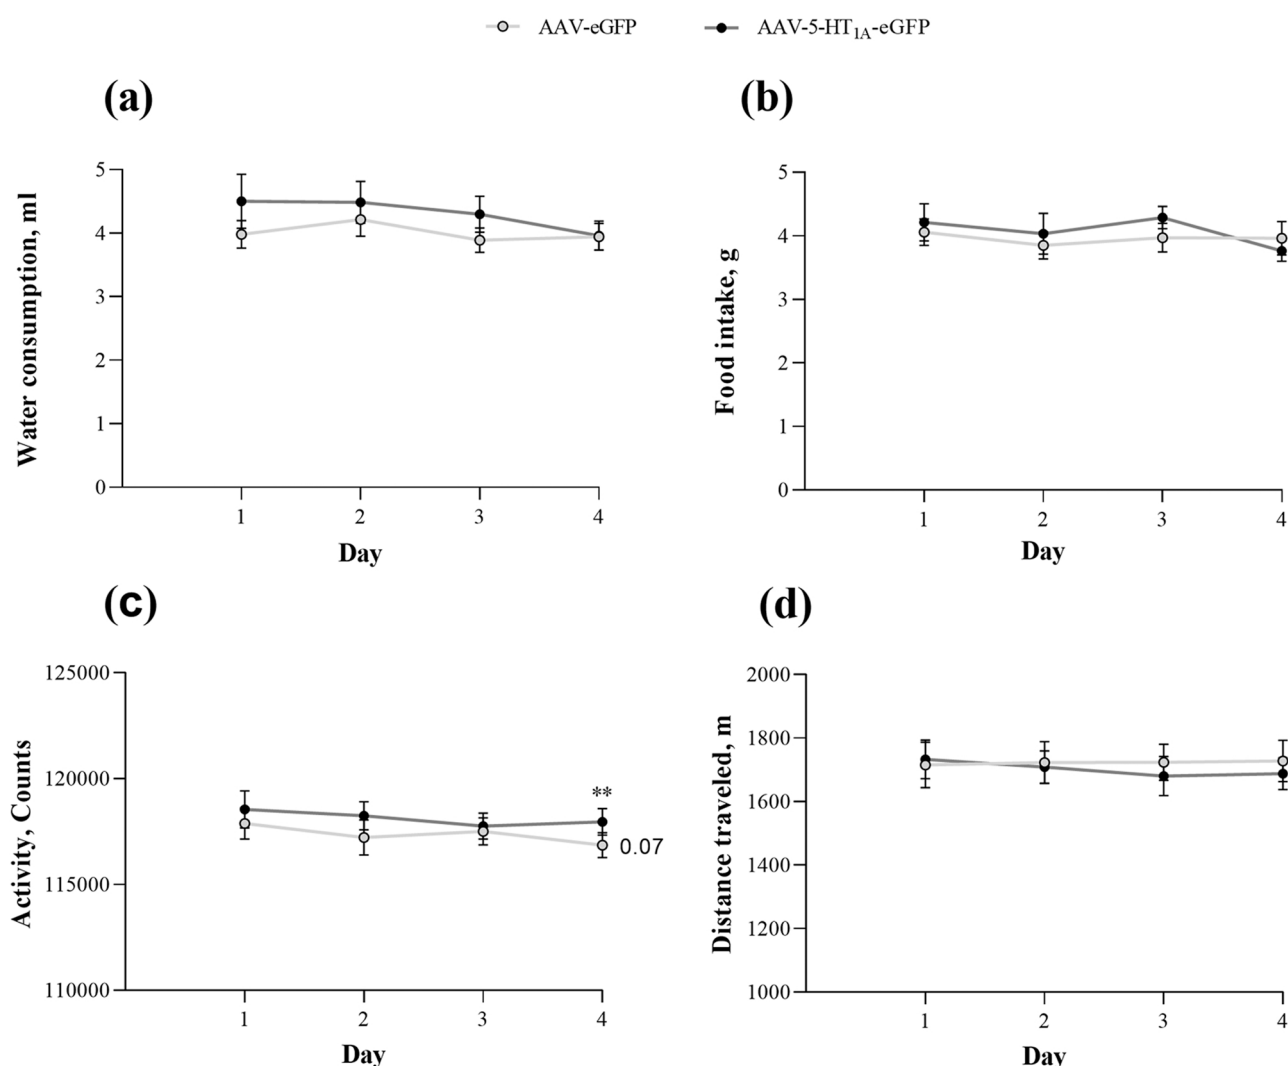 AAV-eGFP AAV-5-HT1A-eGFP
(a)
Water consumption, ml
5
4
3
2
1
0
1 2 3 4
Day
(b)
Food intake, g
5
4
3
2
1
0
1 2 3 4
Day
(c)
Activity, Counts
125000
120000
115000
110000
**
0.07
1 2 3 4
Day
(d)
Distance traveled, m
2000
1800
1600
1400
1200
1000
1 2 3 4
Day